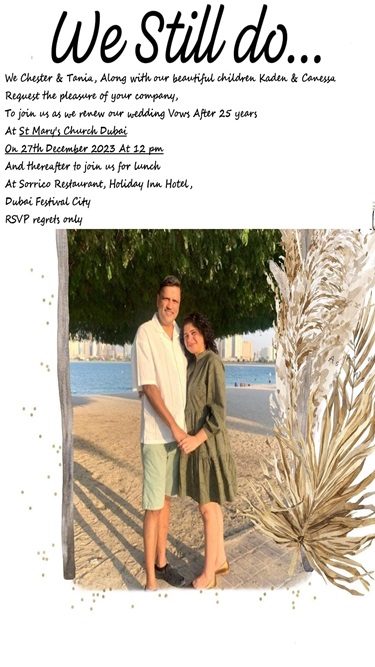 We Still do...
We Chester & Tania, Along with our beautiful children Kaden & Canessa
Request the pleasure of your company,
To join us as we renew our wedding Vows After 25 years
At St Mary's Church Dubai
On 27th December 2023 At 12 pm
And thereafter to join us for lunch
At Sorrico Restaurant, Holiday Inn Hotel,
Dubai Festival City
RSVP regrets only